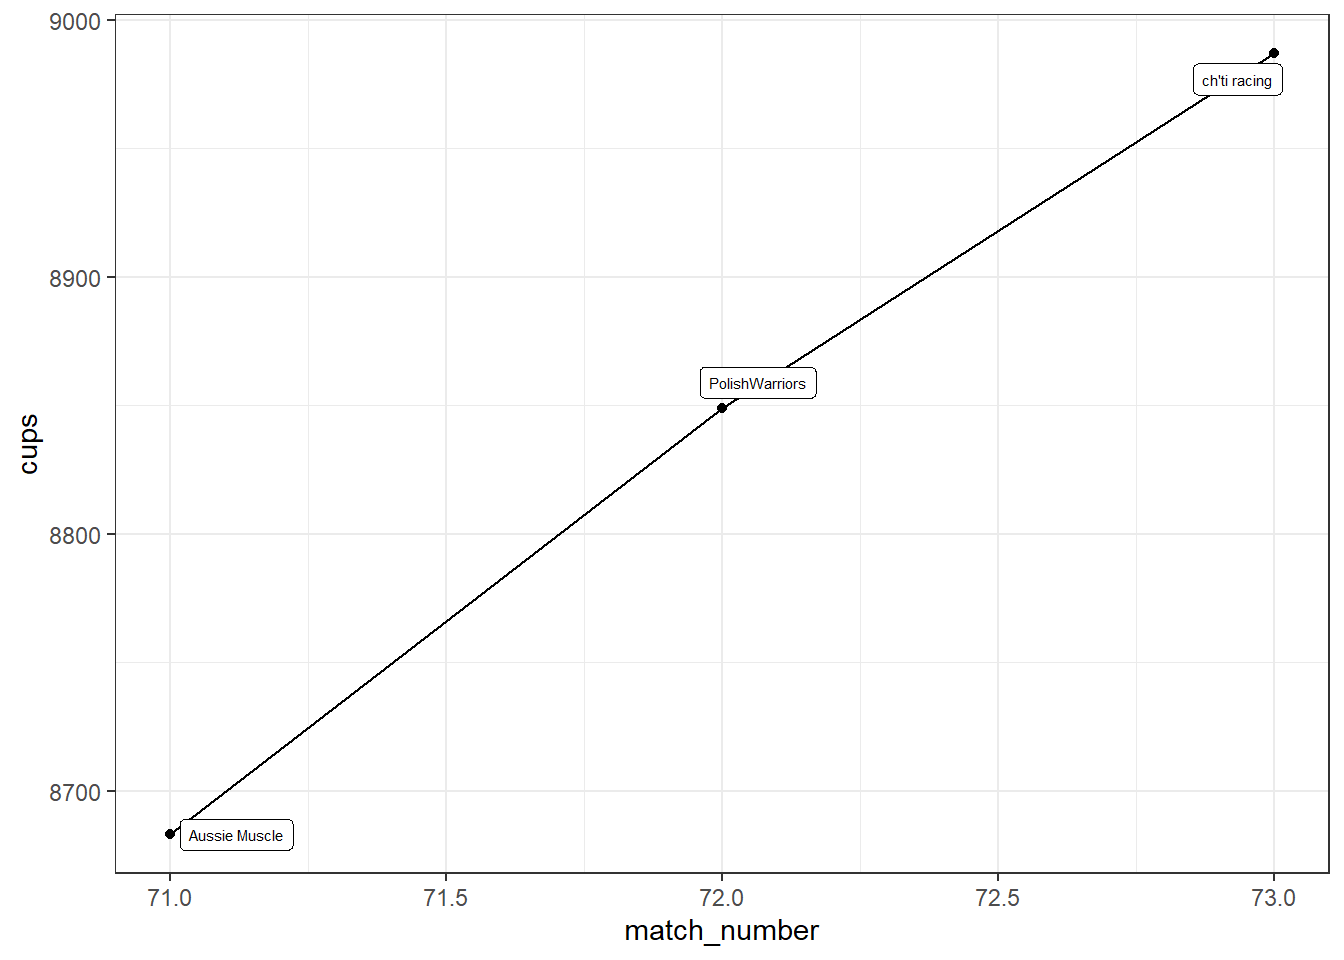 9000
ch'ti racing
8900
PolishWarriors
cups
8800
8700
Aussie Muscle
71.0 71.5 72.0 72.5 73.0
match_number